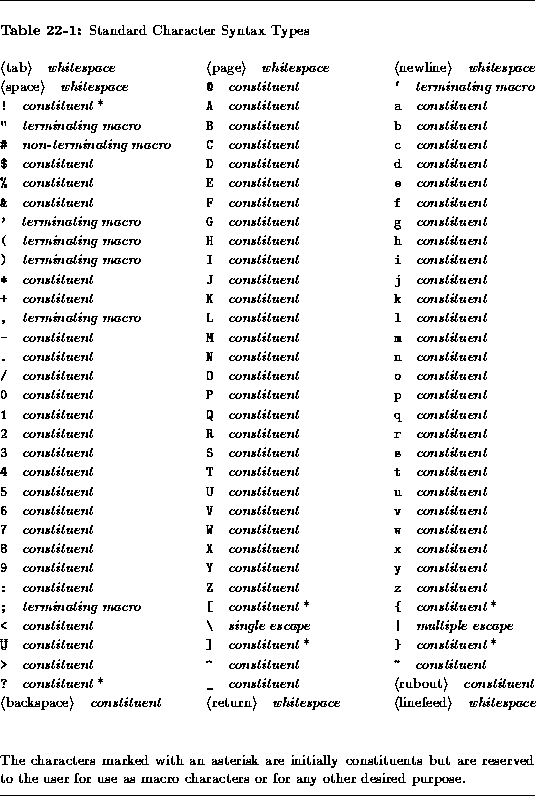 Table 22-1: Standard Character Syntax Types
⟨tab⟩ whitespace ⟨page⟩ whitespace ⟨newline⟩ whitespace
⟨space⟩ whitespace @ constituent ‘ terminating macro
! constituent * A constituent a constituent
" terminating macro B constituent b constituent
# non-terminating macro C constituent c constituent
$ constituent D constituent d constituent
% constituent E constituent e constituent
& constituent F constituent f constituent
’ terminating macro G constituent g constituent
( terminating macro H constituent h constituent
) terminating macro I constituent i constituent
* constituent J constituent j constituent
+ constituent K constituent k constituent
, terminating macro L constituent l constituent
- constituent M constituent m constituent
. constituent N constituent n constituent
/ constituent O constituent o constituent
0 constituent P constituent p constituent
1 constituent Q constituent q constituent
2 constituent R constituent r constituent
3 constituent S constituent s constituent
4 constituent T constituent t constituent
5 constituent U constituent u constituent
6 constituent V constituent v constituent
7 constituent W constituent w constituent
8 constituent X constituent x constituent
9 constituent Y constituent y constituent
: constituent Z constituent z constituent
; terminating macro [ constituent * { constituent *
< constituent \ single escape | multiple escape
U constituent ] constituent * } constituent *
> constituent ^ constituent ~ constituent
? constituent * _ constituent ⟨rubout⟩ constituent
⟨backspace⟩ constituent ⟨return⟩ whitespace ⟨linefeed⟩ whitespace
The characters marked with an asterisk are initially constituents but are reserved
to the user for use as macro characters or for any other desired purpose.